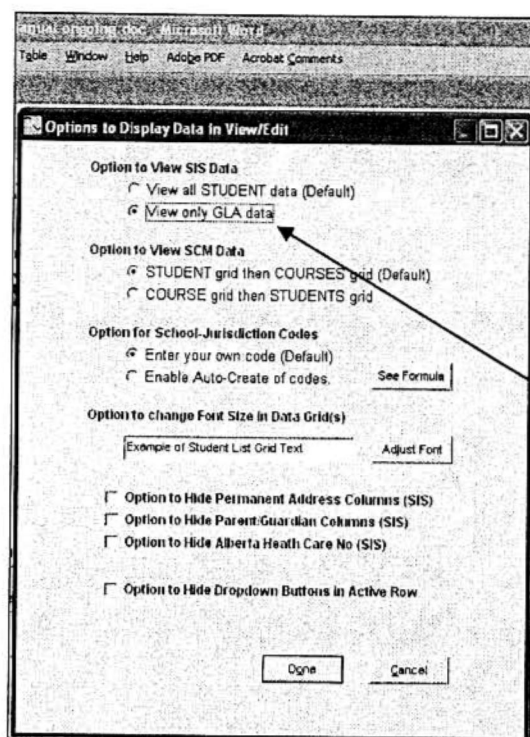 anual ongoing.doc - Microsoft Word
Table Window Help Adobe PDF Acrobat Comments
Options to Display Data in View/Edit
Option to View SIS Data
View all STUDENT data (Default)
View only GLA data
Option to View SCM Data
STUDENT grid then COURSES grid (Default)
COURSE grid then STUDENTS grid
Option for School-Jurisdiction Codes
Enter your own code (Default)
Enable Auto-Create of codes. See Formula
Option to change Font Size in Data Grid(s)
Example of Student List Grid Text Adjust Font
Option to Hide Permanent Address Columns (SIS)
Option to Hide Parent/Guardian Columns (SIS)
Option to Hide Alberta Heath Care No (SIS)
Option to Hide Dropdown Buttons in Active Row
Done Cancel